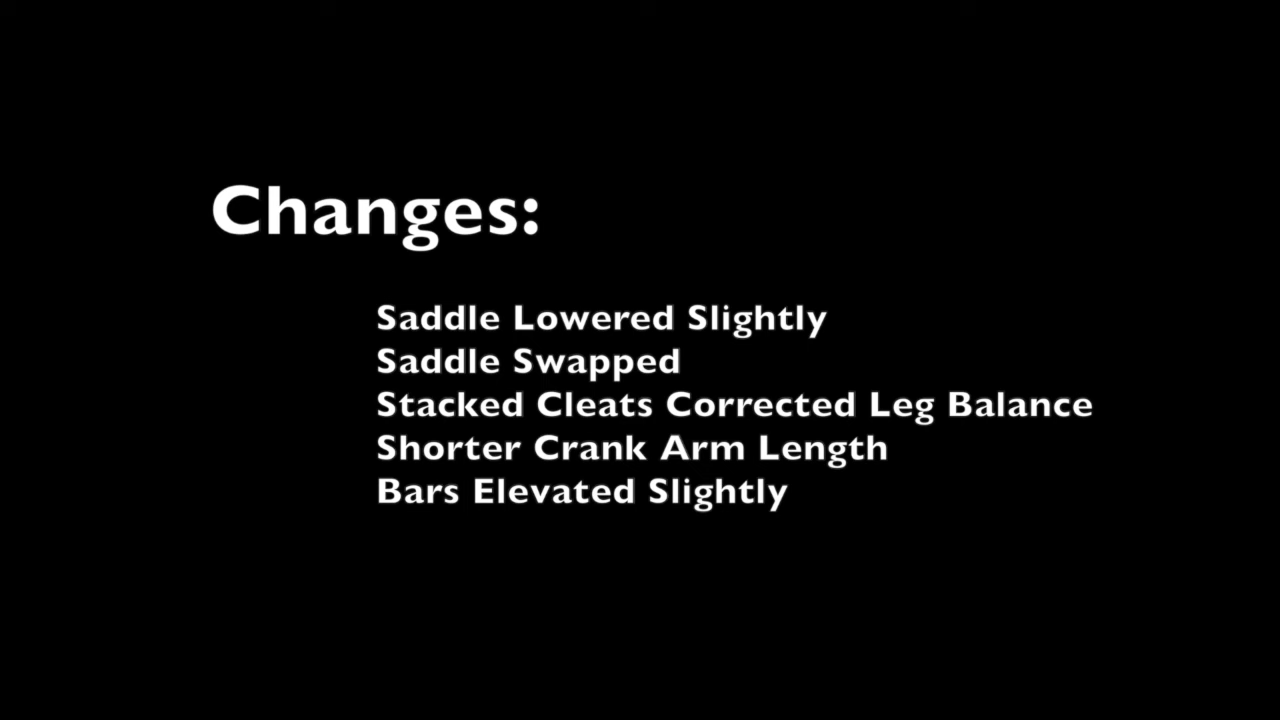 Changes:
Saddle Lowered Slightly
Saddle Swapped
Stacked Cleats Corrected Leg Balance
Shorter Crank Arm Length
Bars Elevated Slightly